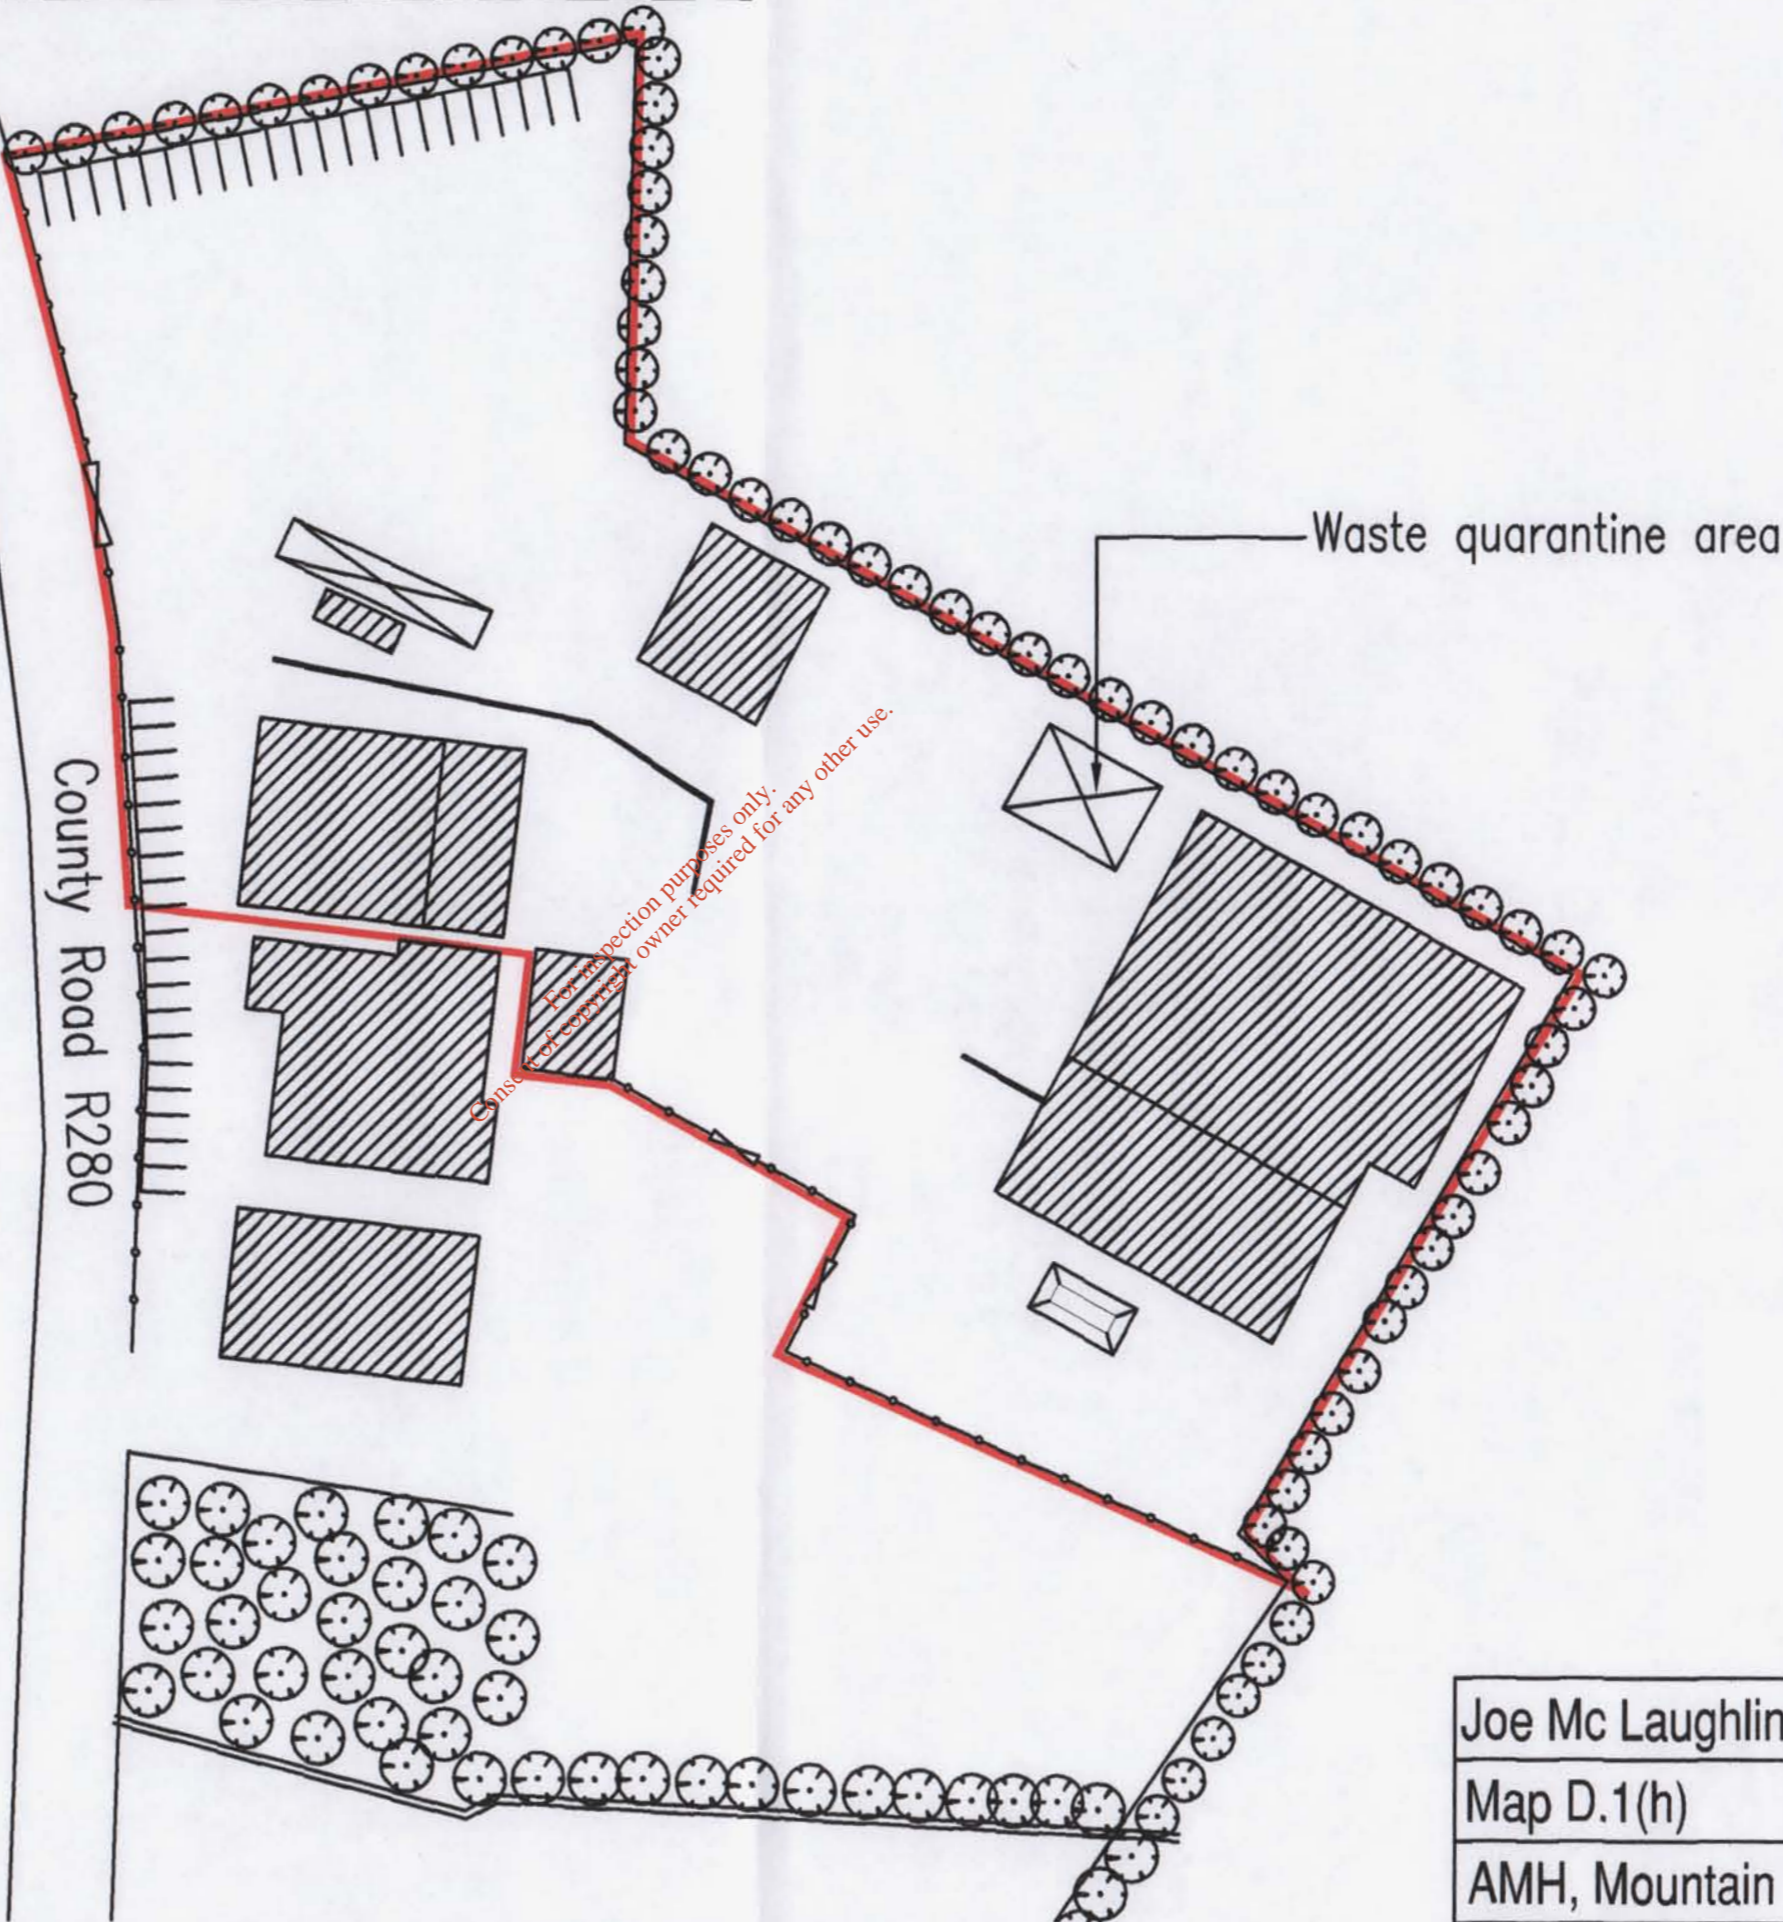 Waste quarantine area
County Road R280
For inspection purposes only.
Consent of copyright owner required for any other use.
Joe Mc Laughlin
Map D.1(h)
AMH, Mountain